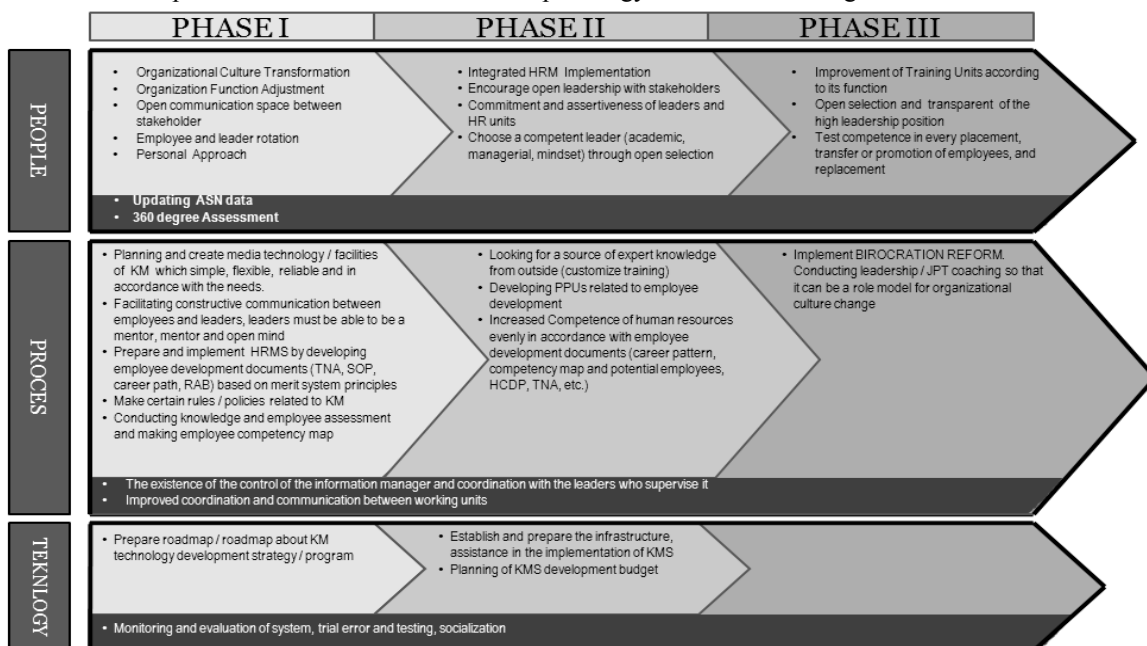 PHASE I
PHASE II
PHASE III
PEOPLE
• Organizational Culture Transformation
• Organization Function Adjustment
• Open communication space between
stakeholder
• Employee and leader rotation
• Personal Approach
• Integrated HRM Implementation
• Encourage open leadership with stakeholders
• Commitment and assertiveness of leaders and
HR units
• Choose a competent leader (academic,
managerial, mindset) through open selection
• Improvement of Training Units according
to its function
• Open selection and transparent of the
high leadership position
• Test competence in every placement,
transfer or promotion of employees, and
replacement
• Updating ASN data
• 360 degree Assessment
PROCES
• Planning and create media technology / facilities
of KM which simple, flexible, reliable and in
accordance with the needs.
• Facilitating constructive communication between
employees and leaders, leaders must be able to be a
mentor, mentor and open mind
• Prepare and implement HRMS by developing
employee development documents (TNA, SOP,
career path, RAB) based on merit system principles
• Make certain rules / policies related to KM
• Conducting knowledge and employee assessment
and making employee competency map
• Looking for a source of expert knowledge
from outside (customize training)
• Developing PPUs related to employee
development
• Increased Competence of human resources
evenly in accordance with employee
development documents (career pattern,
competency map and potential employees,
HCDP, TNA, etc.)
• Implement BIROCRATION REFORM.
Conducting leadership / JPT coaching so that
it can be a role model for organizational
culture change
• The existence of the control of the information manager and coordination with the leaders who supervise it
• Improved coordination and communication between working units
TEKNLOGY
• Prepare roadmap / roadmap about KM
technology development strategy / program
• Establish and prepare the infrastructure,
assistance in the implementation of KMS
• Planning of KMS development budget
• Monitoring and evaluation of system, trial error and testing, socialization